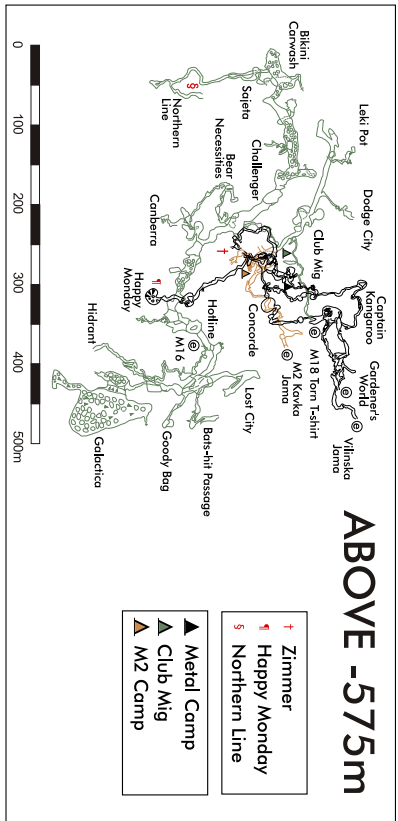 ABOVE -575m
Bikini
Carwash
Leki Pot
Dodge City
Captain
Kangaroo
Gardener's
World
Vilinska
Jama
Sajeta
§
Northern
Line
Challenger
Bear
Necessities
Canberra
Club Mig
†
Concorde
M18 Torn T-shirt
M2 Kavka
Jama
¶
Happy
Monday
Hotline
M16
Hidfront
Lost City
Bats-hit Passage
Goody Bag
Galactica
e
e
e
e
† Zimmer
¶ Happy Monday
§ Northern Line
Metal Camp
Club Mig
M2 Camp
0
100
200
300
400
500m